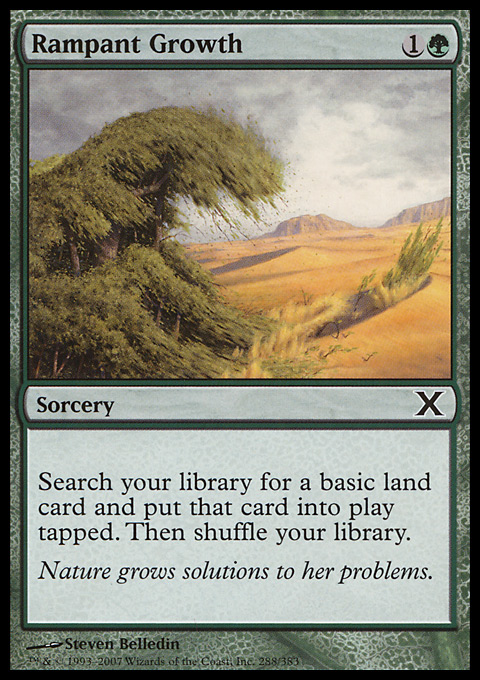 Rampant Growth 1
Sorcery X
Search your library for a basic land
card and put that card into play
tapped. Then shuffle your library.
Nature grows solutions to her problems.
Steven Belledin
™ & © 1993–2007 Wizards of the Coast, Inc. 288/383